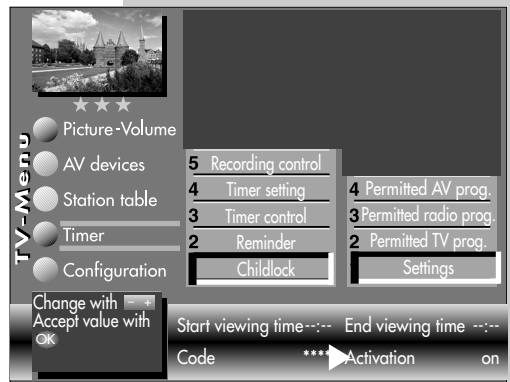 TV-Menu
Picture-Volume
AV devices
Station table
Timer
Configuration
5 Recording control
4 Timer setting
3 Timer control
2 Reminder
Childlock
4 Permitted AV prog.
3 Permitted radio prog.
2 Permitted TV prog.
Settings
Change with - +
Accept value with
OK
Start viewing time --:-- End viewing time --:--
Code **** Activation on